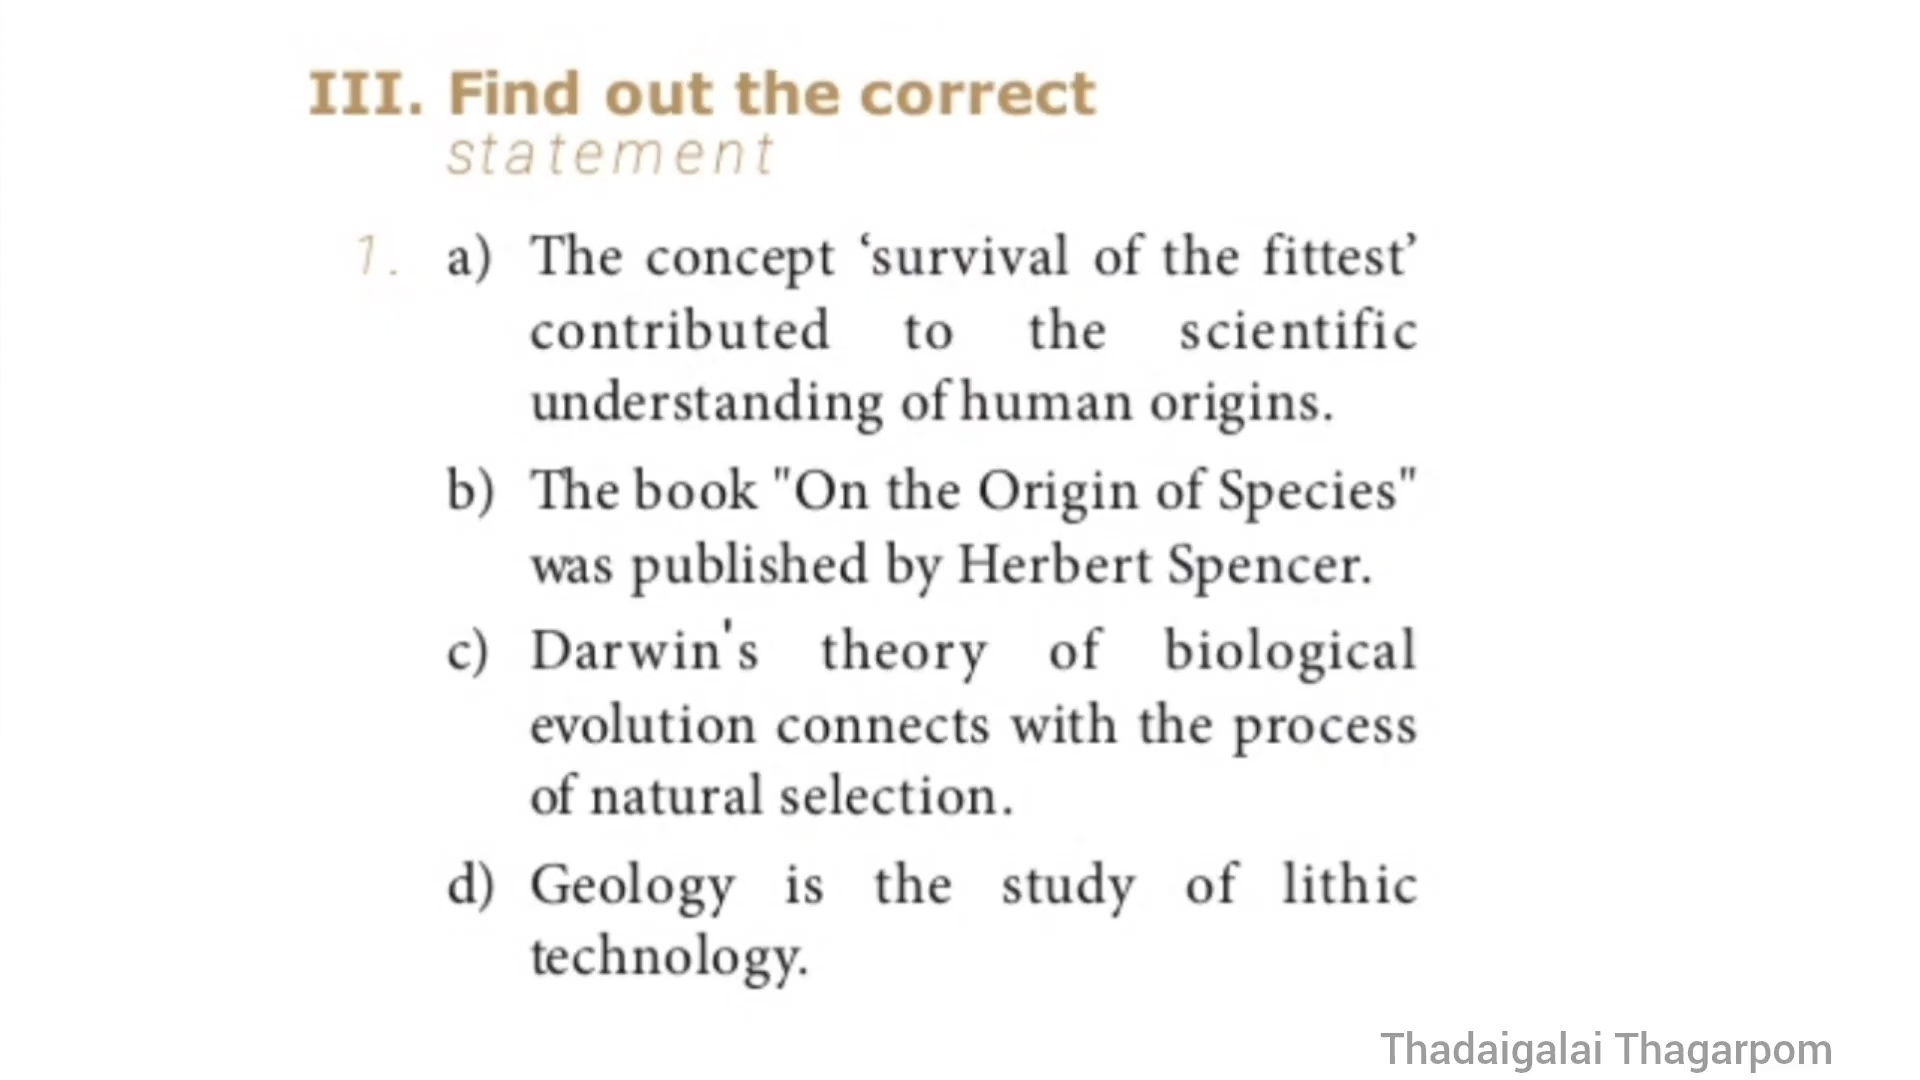 III. Find out the correct
statement
1. a) The concept ‘survival of the fittest’
contributed to the scientific
understanding of human origins.
b) The book "On the Origin of Species"
was published by Herbert Spencer.
c) Darwin's theory of biological
evolution connects with the process
of natural selection.
d) Geology is the study of lithic
technology.
Thadaigalai Thagarpom